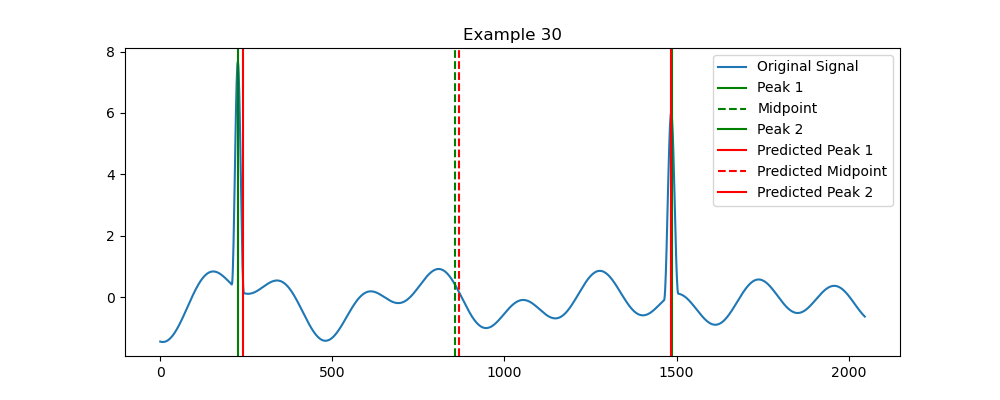 Example 30
8
6
4
2
0
0 500 1000 1500 2000
Original Signal
Peak 1
Midpoint
Peak 2
Predicted Peak 1
Predicted Midpoint
Predicted Peak 2